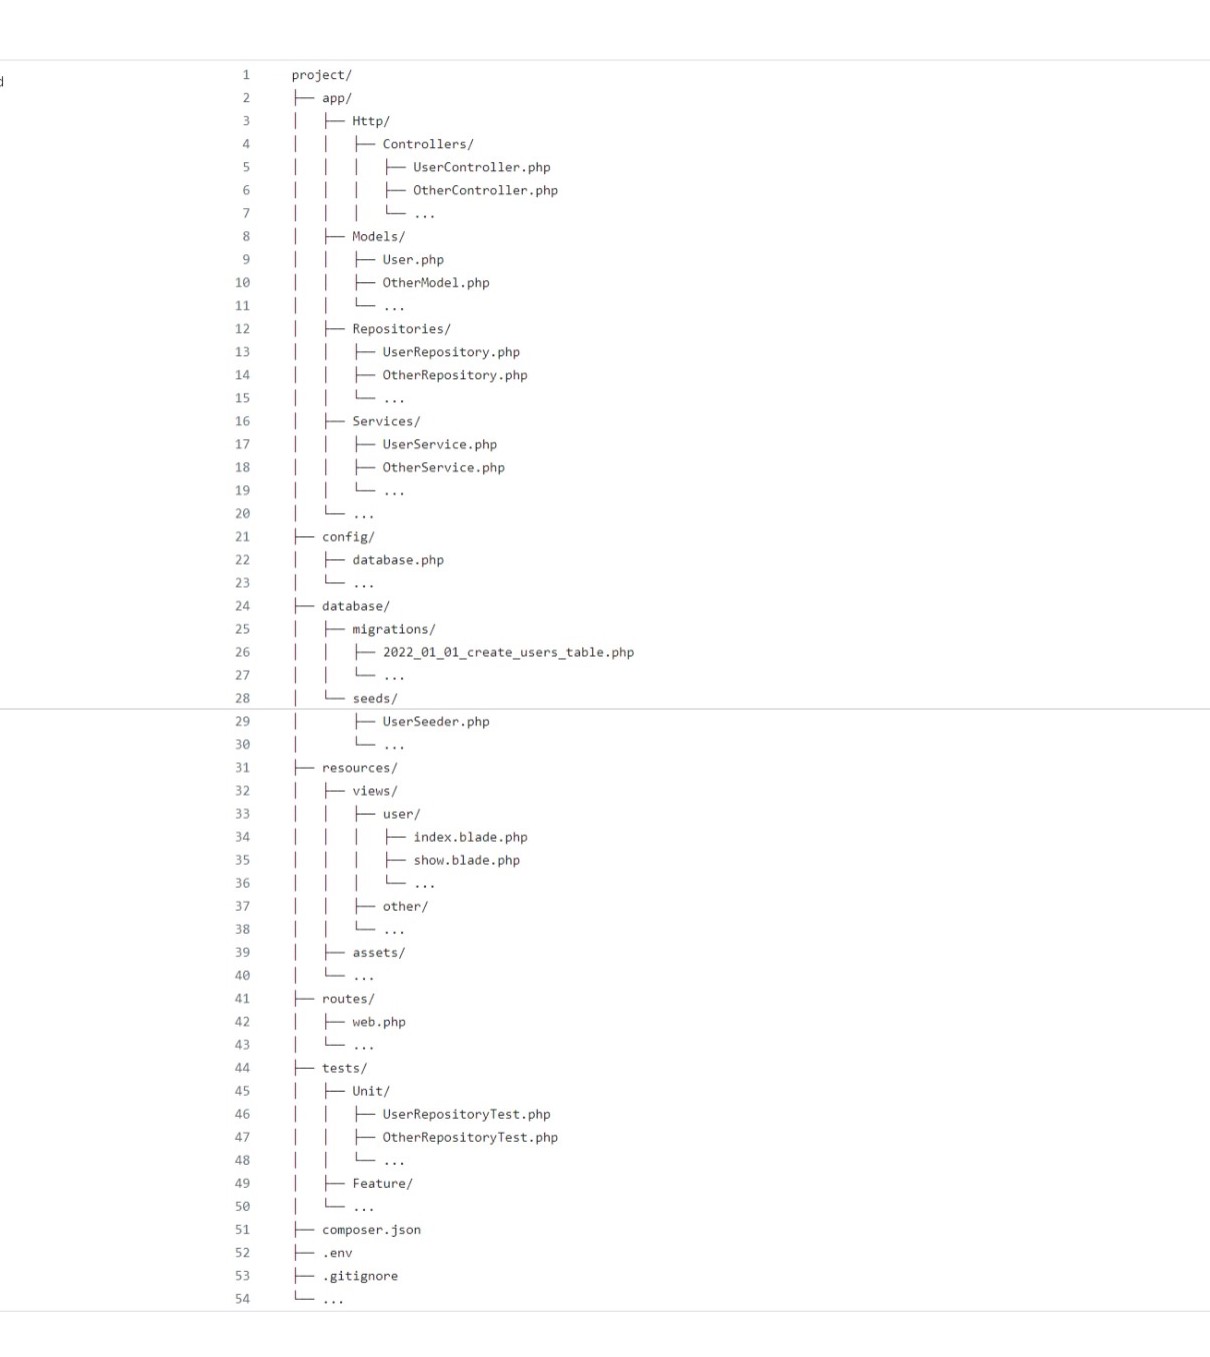 d
1 project/
2 ├── app/
3 │   ├── Http/
4 │   │   ├── Controllers/
5 │   │   │   ├── UserController.php
6 │   │   │   ├── OtherController.php
7 │   │   │   └── ...
8 │   ├── Models/
9 │   │   ├── User.php
10 │   │   ├── OtherModel.php
11 │   │   └── ...
12 │   ├── Repositories/
13 │   │   ├── UserRepository.php
14 │   │   ├── OtherRepository.php
15 │   │   └── ...
16 │   ├── Services/
17 │   │   ├── UserService.php
18 │   │   ├── OtherService.php
19 │   │   └── ...
20 │   └── ...
21 ├── config/
22 │   ├── database.php
23 │   └── ...
24 ├── database/
25 │   ├── migrations/
26 │   │   ├── 2022_01_01_create_users_table.php
27 │   │   └── ...
28 │   └── seeds/
29 │       ├── UserSeeder.php
30 │       └── ...
31 ├── resources/
32 │   ├── views/
33 │   │   ├── user/
34 │   │   │   ├── index.blade.php
35 │   │   │   ├── show.blade.php
36 │   │   │   └── ...
37 │   │   ├── other/
38 │   │   └── ...
39 │   ├── assets/
40 │   └── ...
41 ├── routes/
42 │   ├── web.php
43 │   └── ...
44 ├── tests/
45 │   ├── Unit/
46 │   │   ├── UserRepositoryTest.php
47 │   │   ├── OtherRepositoryTest.php
48 │   │   └── ...
49 │   ├── Feature/
50 │   └── ...
51 ├── composer.json
52 ├── .env
53 ├── .gitignore
54 └── ...